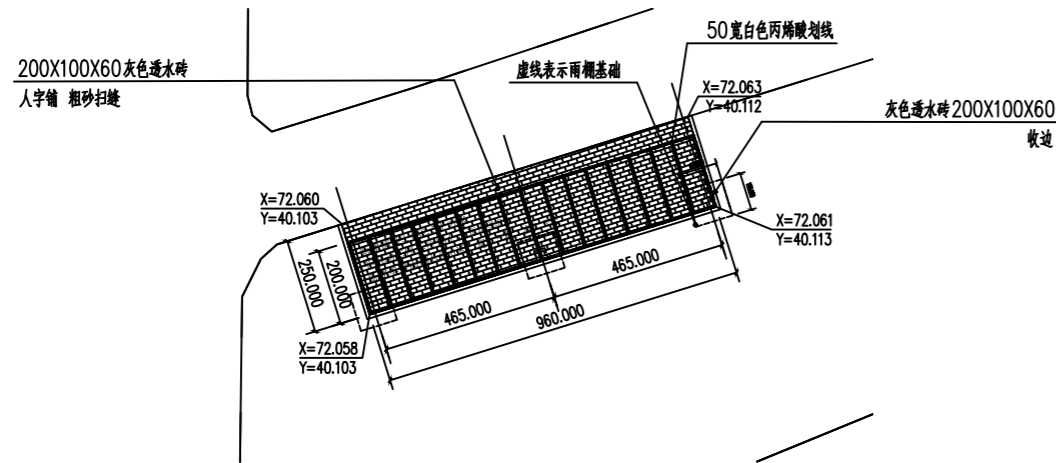 50宽白色丙烯酸划线
200X100X60灰色透水砖
人字铺 粗砂扫缝
虚线表示雨棚基础
X=72.063
Y=40.112
灰色透水砖200X100X60
收边
X=72.060
Y=40.103
X=72.061
Y=40.113
250.000
200.000
465.000
465.000
960.000
X=72.058
Y=40.103